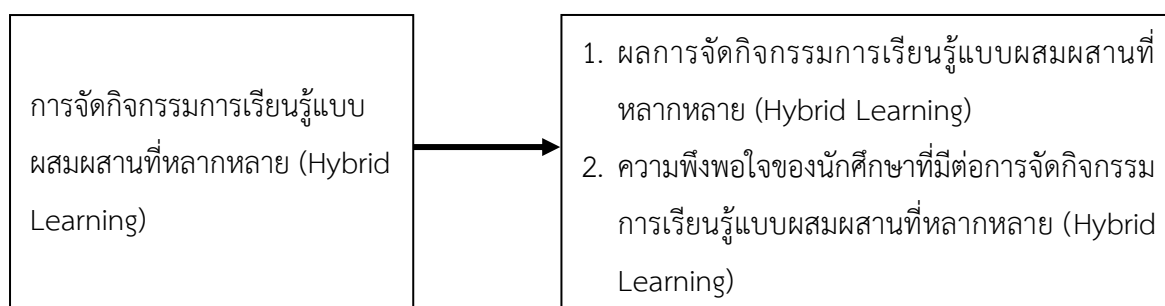 การจัดกิจกรรมการเรียนรู้แบบ
ผสมผสานที่หลากหลาย (Hybrid
Learning)
1. ผลการจัดกิจกรรมการเรียนรู้แบบผสมผสานที่
หลากหลาย (Hybrid Learning)
2. ความพึงพอใจของนักศึกษาที่มีต่อการจัดกิจกรรม
การเรียนรู้แบบผสมผสานที่หลากหลาย (Hybrid
Learning)